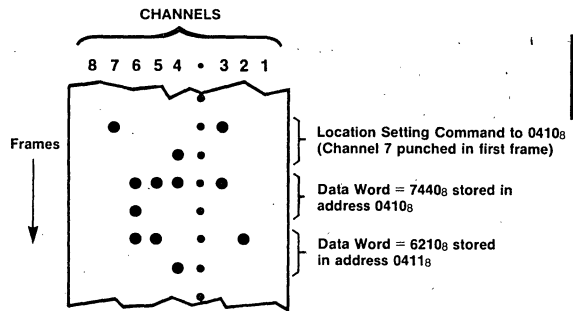 CHANNELS
8 7 6 5 4 • 3 2 1
Frames
Location Setting Command to 0410₈
(Channel 7 punched in first frame)
Data Word = 7440₈ stored in
address 0410₈
Data Word = 6210₈ stored
in address 0411₈